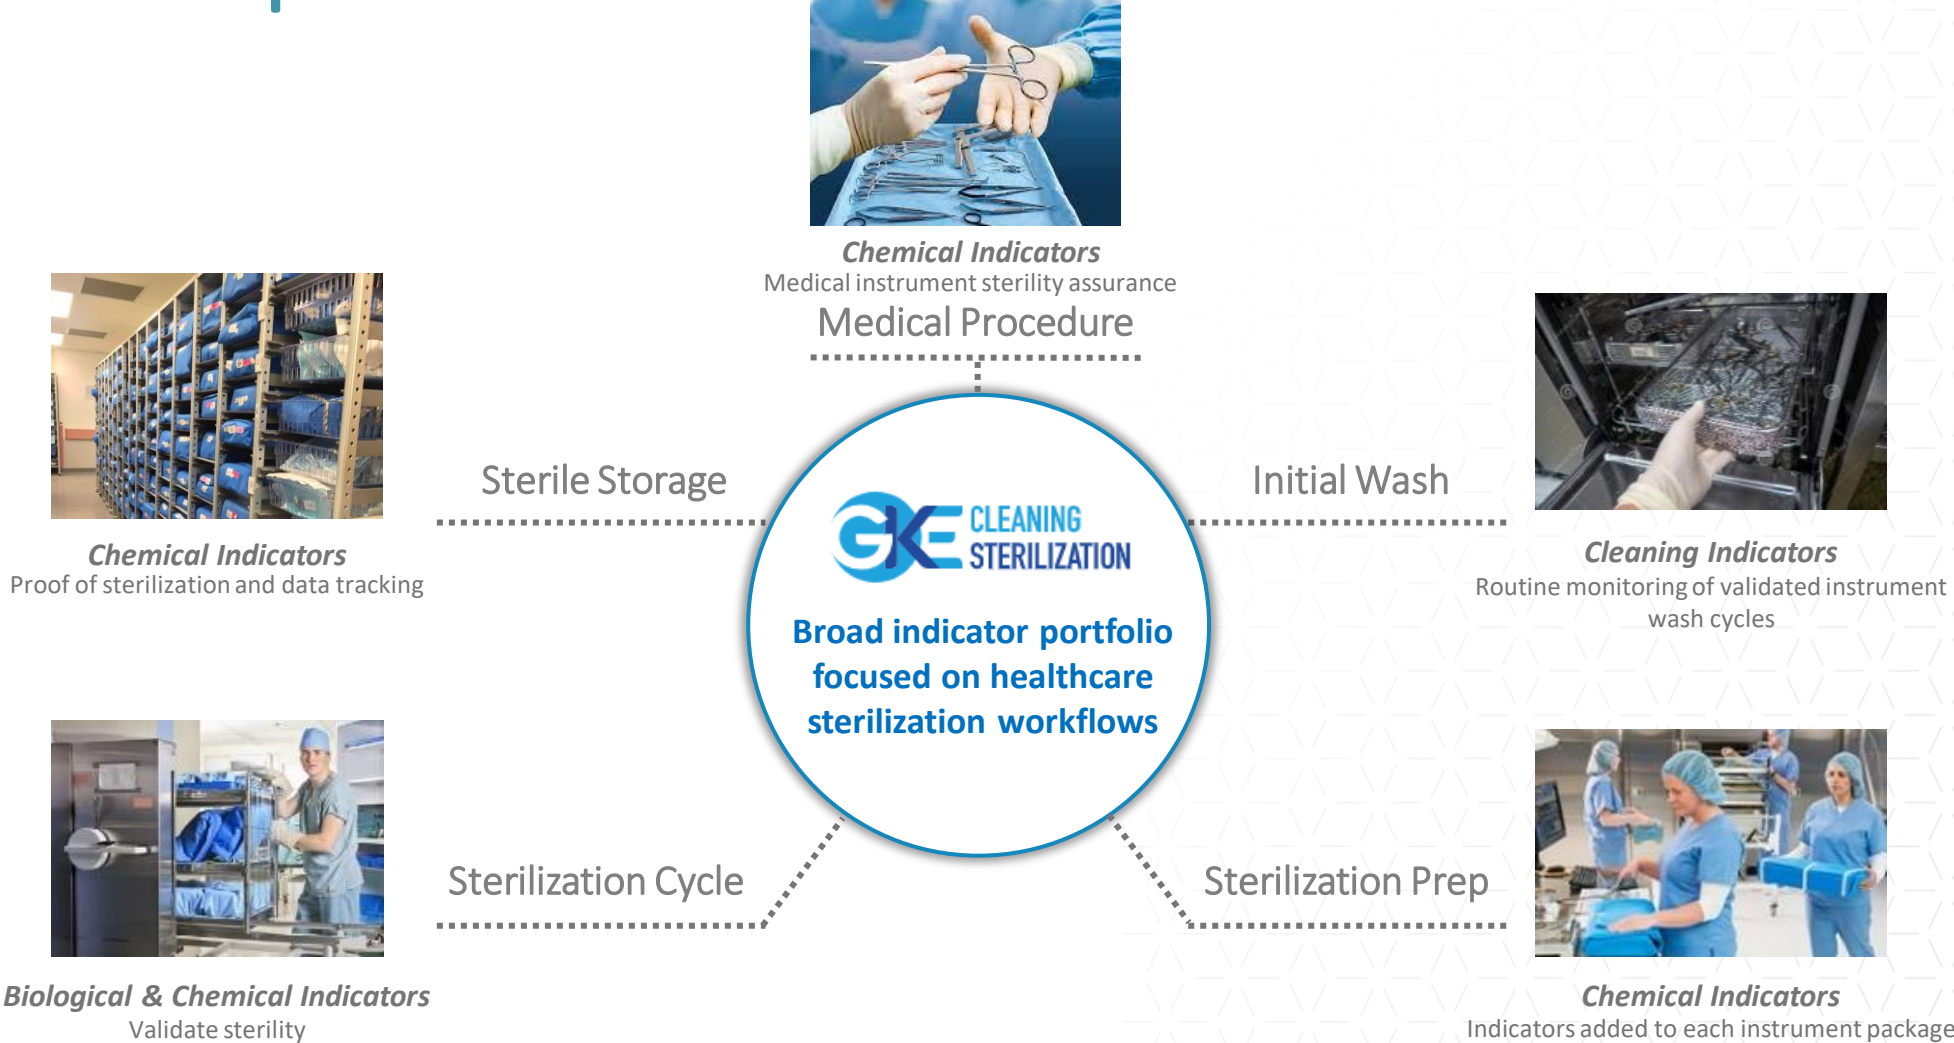 Chemical Indicators
Medical instrument sterility assurance
Medical Procedure
Sterile Storage
Chemical Indicators
Proof of sterilization and data tracking
Initial Wash
Cleaning Indicators
Routine monitoring of validated instrument
wash cycles
GKE CLEANING
STERILIZATION
Broad indicator portfolio
focused on healthcare
sterilization workflows
Sterilization Cycle
Biological & Chemical Indicators
Validate sterility
Sterilization Prep
Chemical Indicators
Indicators added to each instrument package